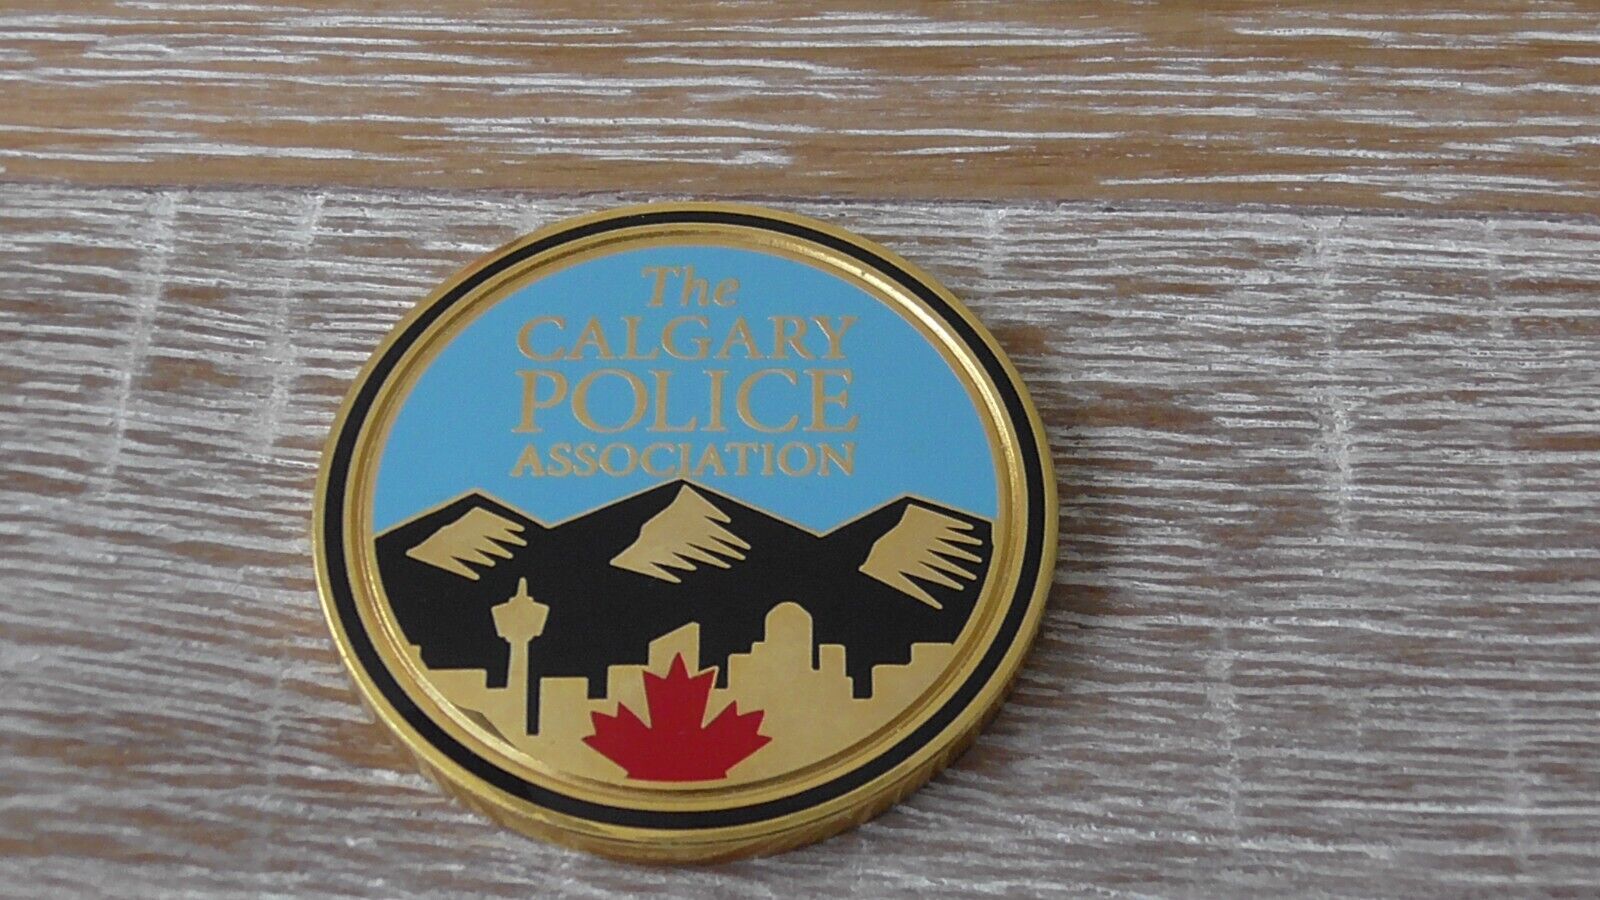 The
CALGARY
POLICE
ASSOCIATION